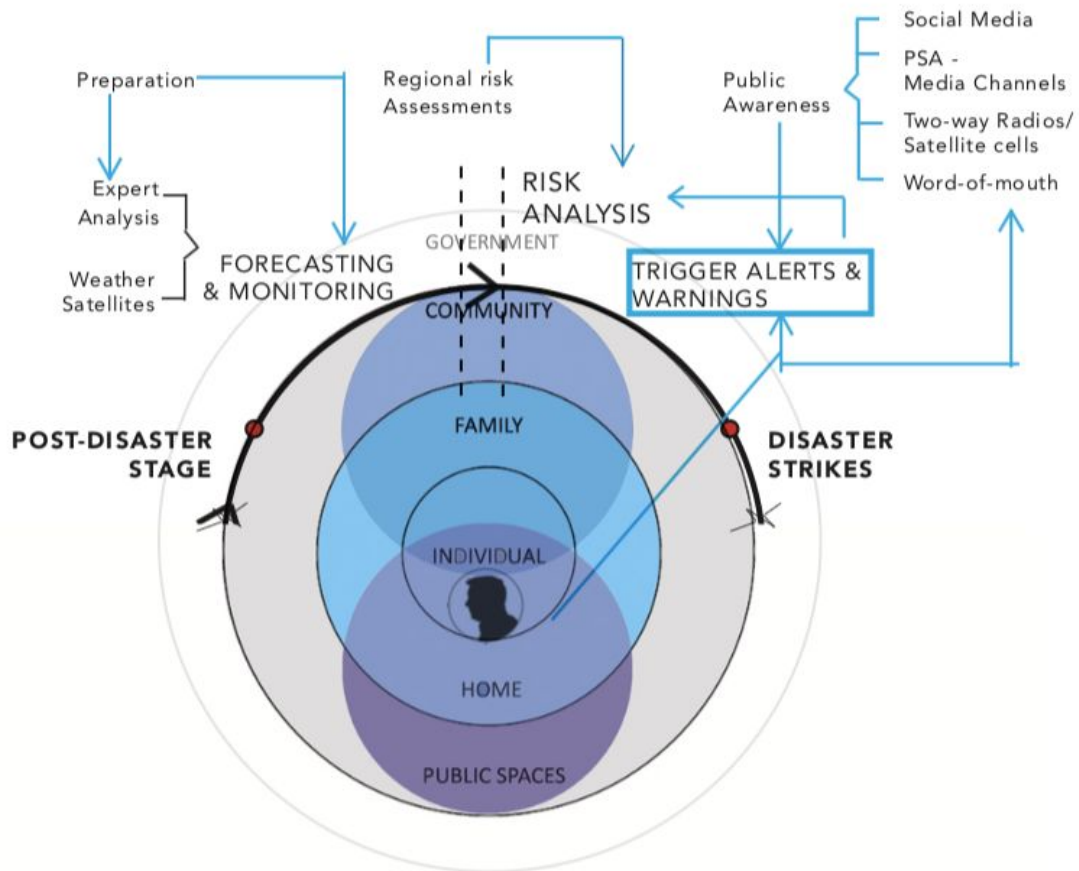 Social Media
Preparation
Regional risk
Assessments
Public
Awareness
PSA -
Media Channels
Two-way Radios/
Satellite cells
Word-of-mouth
Expert
Analysis
Weather
Satellites
RISK
ANALYSIS
GOVERNMENT
FORECASTING
& MONITORING
TRIGGER ALERTS &
WARNINGS
COMMUNITY
FAMILY
POST-DISASTER
STAGE
DISASTER
STRIKES
INDIVIDUAL
HOME
PUBLIC SPACES